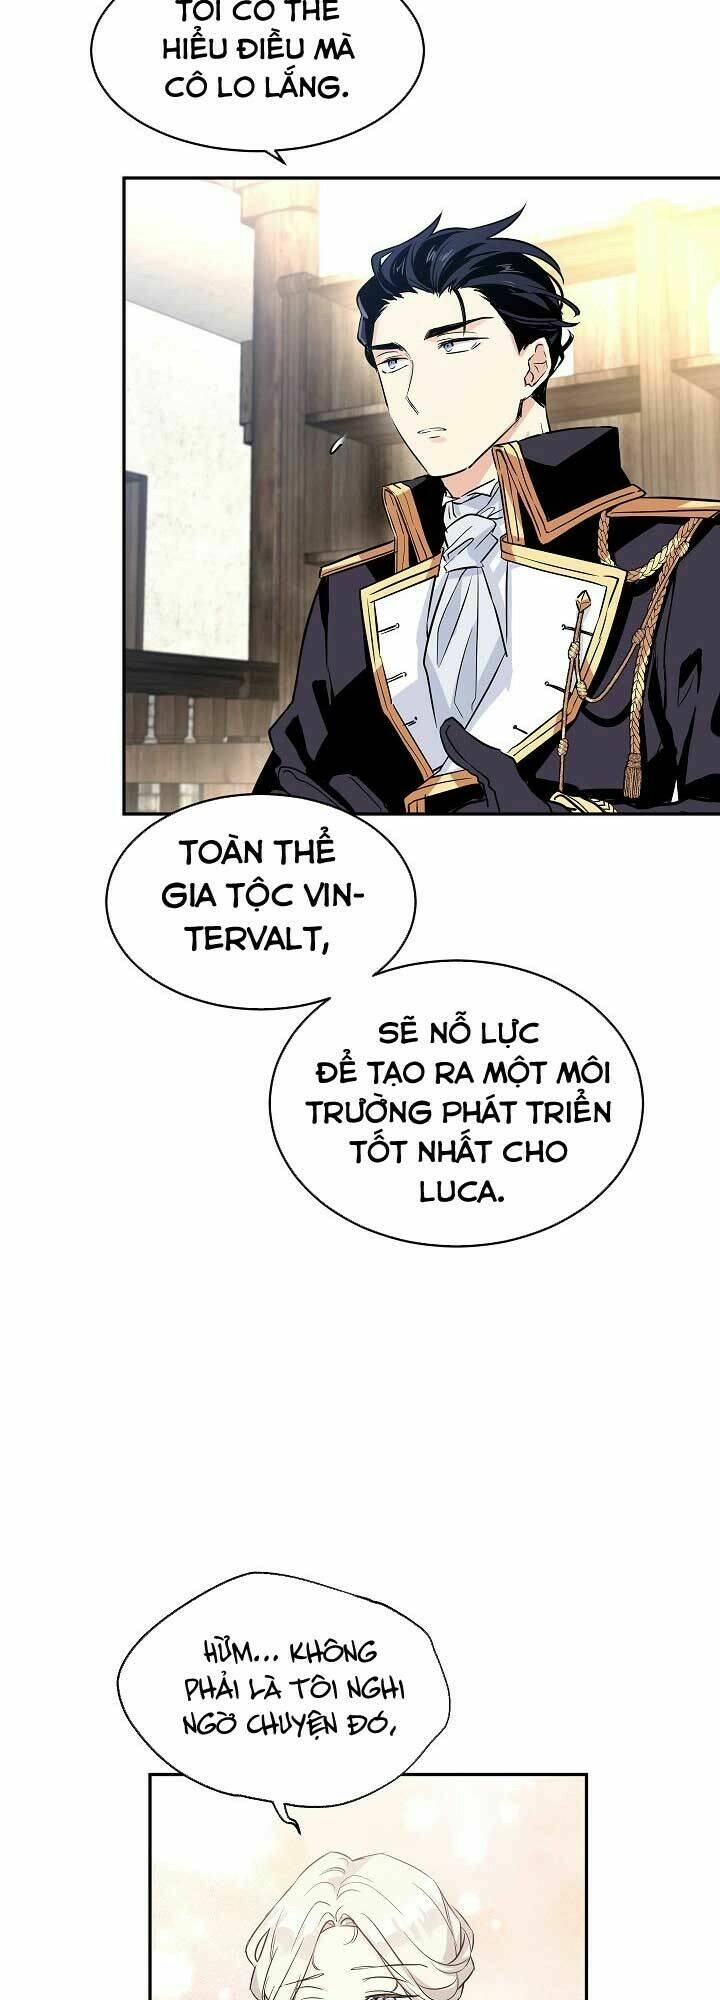 TÔI CÓ THỂ
HIỂU ĐIỀU MÀ
CÔ LO LẮNG.
TOÀN THỂ
GIA TỘC VIN-
TERVALT,
SẼ NỖ LỰC
ĐỂ TẠO RA MỘT MÔI
TRƯỜNG PHÁT TRIỂN
TỐT NHẤT CHO
LUCA.
HỪM... KHÔNG
PHẢI LÀ TÔI NGHI
NGỜ CHUYỆN ĐÓ,